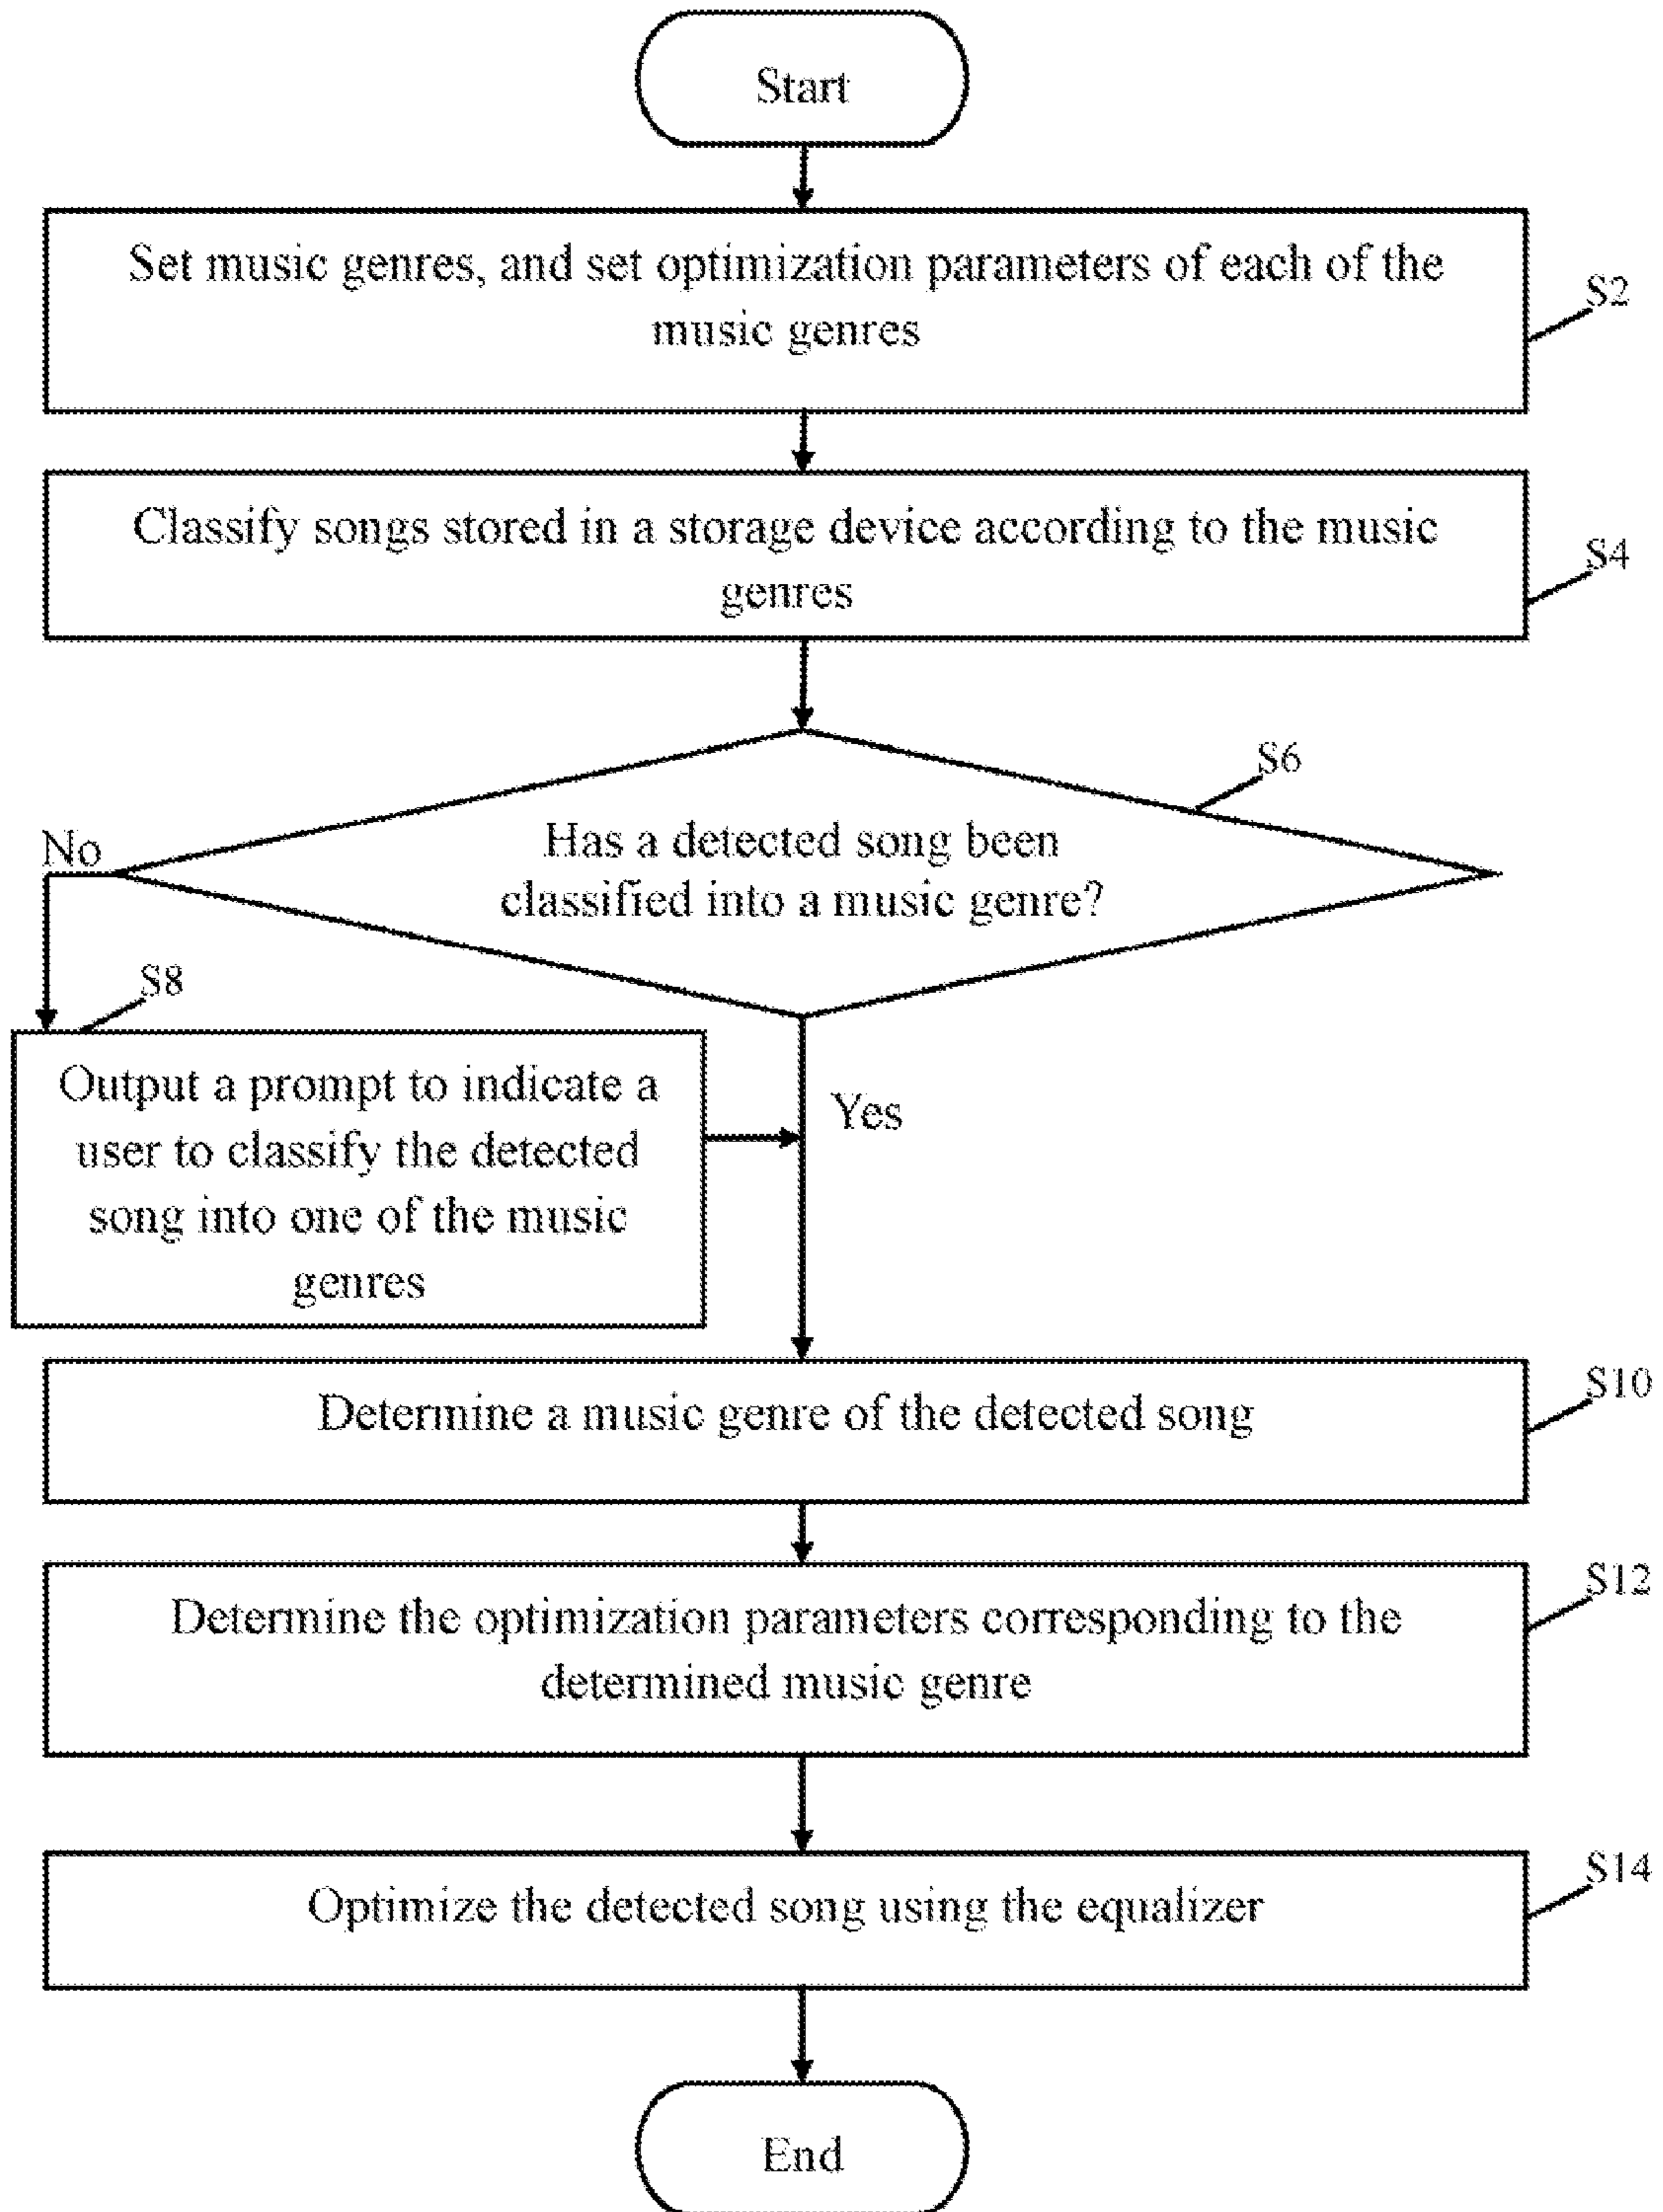 Start
Set music genres, and set optimization parameters of each of the
music genres
S2
Classify songs stored in a storage device according to the music
genres
S4
S6
Has a detected song been
classified into a music genre?
No
S8
Output a prompt to indicate a
user to classify the detected
song into one of the music
genres
Yes
Determine a music genre of the detected song
S10
Determine the optimization parameters corresponding to the
determined music genre
S12
Optimize the detected song using the equalizer
S14
End